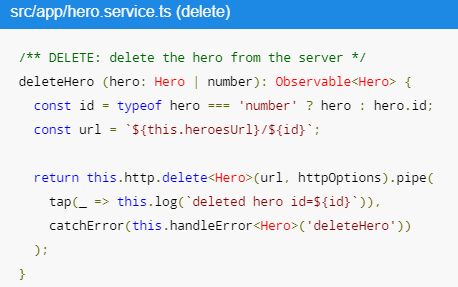 src/app/hero.service.ts (delete)
/** DELETE: delete the hero from the server */
deleteHero (hero: Hero | number): Observable<Hero> {
  const id = typeof hero === 'number' ? hero : hero.id;
  const url = `${this.heroesUrl}/${id}`;

  return this.http.delete<Hero>(url, httpOptions).pipe(
    tap(_ => this.log(`deleted hero id=${id}`)),
    catchError(this.handleError<Hero>('deleteHero'))
  );
}